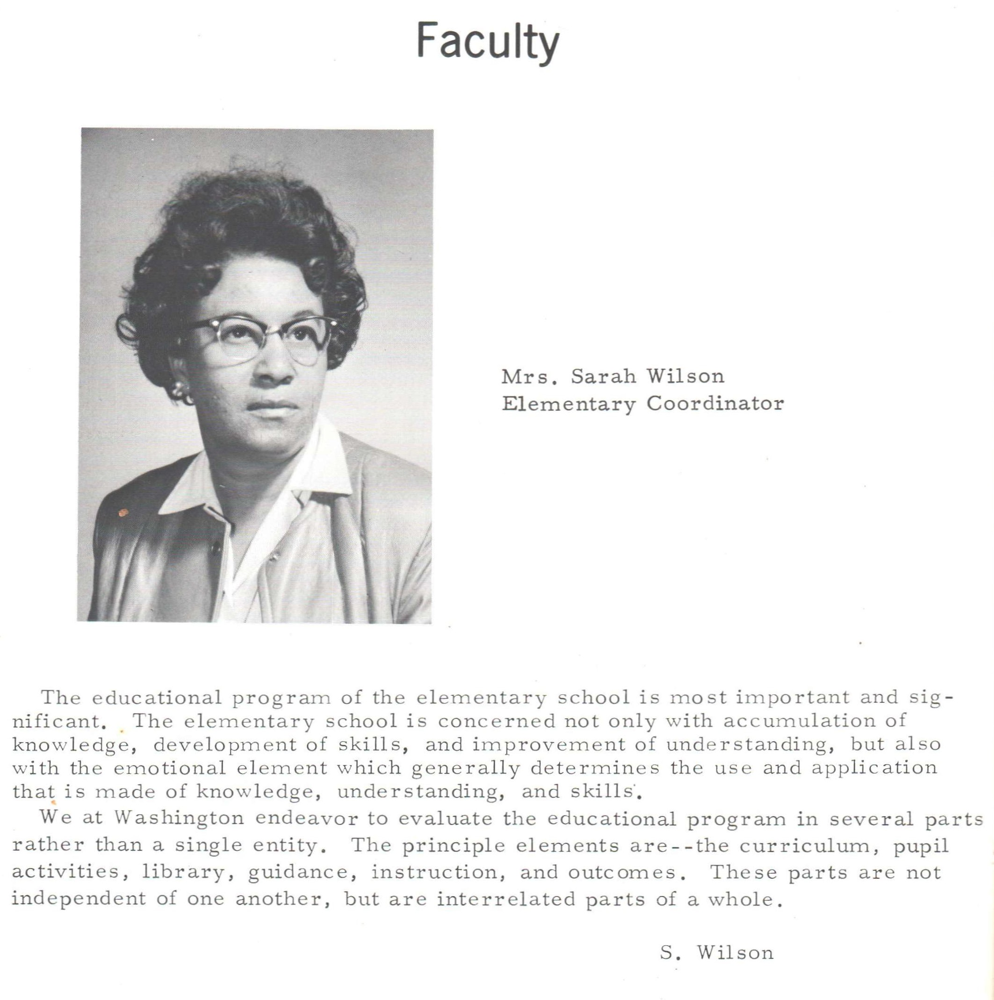 Faculty
Mrs. Sarah Wilson
Elementary Coordinator
The educational program of the elementary school is most important and sig-
nificant. The elementary school is concerned not only with accumulation of
knowledge, development of skills, and improvement of understanding, but also
with the emotional element which generally determines the use and application
that is made of knowledge, understanding, and skills.
We at Washington endeavor to evaluate the educational program in several parts
rather than a single entity. The principle elements are--the curriculum, pupil
activities, library, guidance, instruction, and outcomes. These parts are not
independent of one another, but are interrelated parts of a whole.
S. Wilson